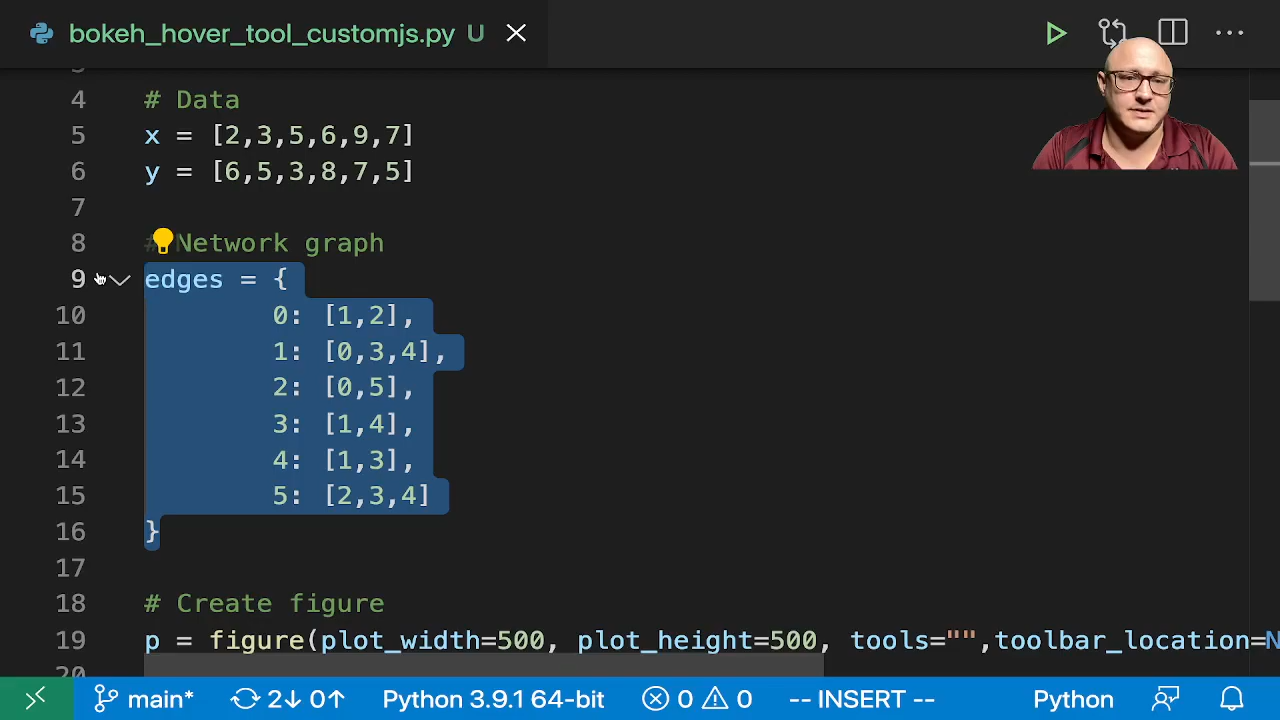 bokeh_hover_tool_customjs.py U
4 # Data
5 x = [2,3,5,6,9,7]
6 y = [6,5,3,8,7,5]
7
8 # Network graph
9 edges = {
10 0: [1,2],
11 1: [0,3,4],
12 2: [0,5],
13 3: [1,4],
14 4: [1,3],
15 5: [2,3,4]
16 }
17
18 # Create figure
19 p = figure(plot_width=500, plot_height=500, tools="",toolbar_location=N
20
main* 2↓ 0↑ Python 3.9.1 64-bit 0 0 -- INSERT -- Python